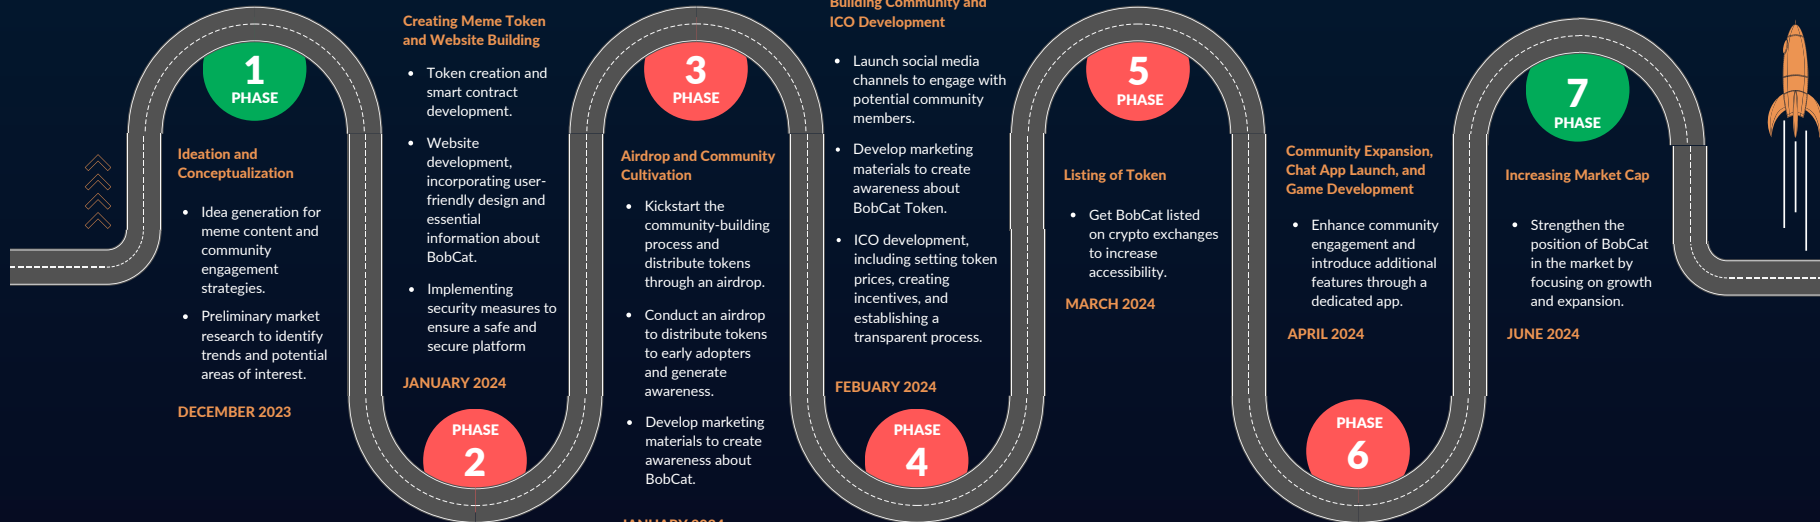 1
PHASE
Ideation and
Conceptualization
• Idea generation for
meme content and
community
engagement
strategies.
• Preliminary market
research to identify
trends and potential
areas of interest.
DECEMBER 2023
Creating Meme Token
and Website Building
• Token creation and
smart contract
development.
• Website
development,
incorporating user-
friendly design and
essential
information about
BobCat.
• Implementing
security measures to
ensure a safe and
secure platform
JANUARY 2024
PHASE
2
3
PHASE
Airdrop and Community
Cultivation
• Kickstart the
community-building
process and
distribute tokens
through an airdrop.
• Conduct an airdrop
to distribute tokens
to early adopters
and generate
awareness.
• Develop marketing
materials to create
awareness about
BobCat.
JANUARY 2024
Building Community and
ICO Development
• Launch social media
channels to engage with
potential community
members.
• Develop marketing
materials to create
awareness about
BobCat Token.
• ICO development,
including setting token
prices, creating
incentives, and
establishing a
transparent process.
FEBUARY 2024
PHASE
4
5
PHASE
Listing of Token
• Get BobCat listed
on crypto exchanges
to increase
accessibility.
MARCH 2024
Community Expansion,
Chat App Launch, and
Game Development
• Enhance community
engagement and
introduce additional
features through a
dedicated app.
APRIL 2024
PHASE
6
7
PHASE
Increasing Market Cap
• Strengthen the
position of BobCat
in the market by
focusing on growth
and expansion.
JUNE 2024